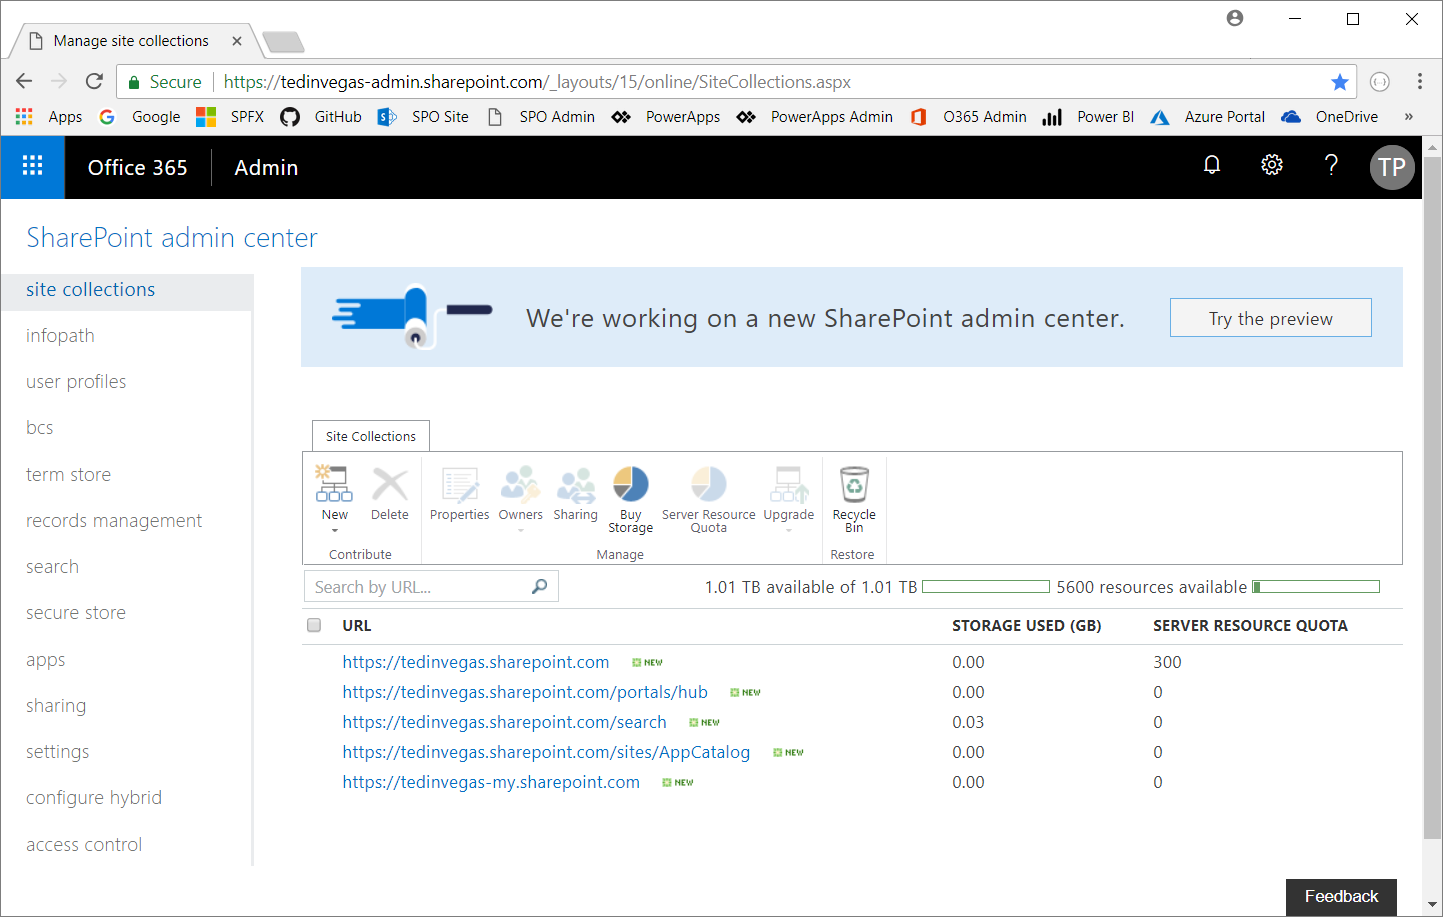 Manage site collections
Secure https://tedinvegas-admin.sharepoint.com/_layouts/15/online/SiteCollections.aspx
Apps Google SPFX GitHub SPO Site SPO Admin PowerApps PowerApps Admin O365 Admin Power BI Azure Portal OneDrive »
Office 365 Admin ? TP
SharePoint admin center
site collections
infopath
user profiles
bcs
term store
records management
search
secure store
apps
sharing
settings
configure hybrid
access control
We're working on a new SharePoint admin center. Try the preview
Site Collections
New Delete Properties Owners Sharing Buy Storage Server Resource Quota Upgrade Recycle Bin
Contribute Manage Restore
Search by URL... 1.01 TB available of 1.01 TB 5600 resources available
URL STORAGE USED (GB) SERVER RESOURCE QUOTA
https://tedinvegas.sharepoint.com NEW 0.00 300
https://tedinvegas.sharepoint.com/portals/hub NEW 0.00 0
https://tedinvegas.sharepoint.com/search NEW 0.03 0
https://tedinvegas.sharepoint.com/sites/AppCatalog NEW 0.00 0
https://tedinvegas-my.sharepoint.com NEW 0.00 0
Feedback